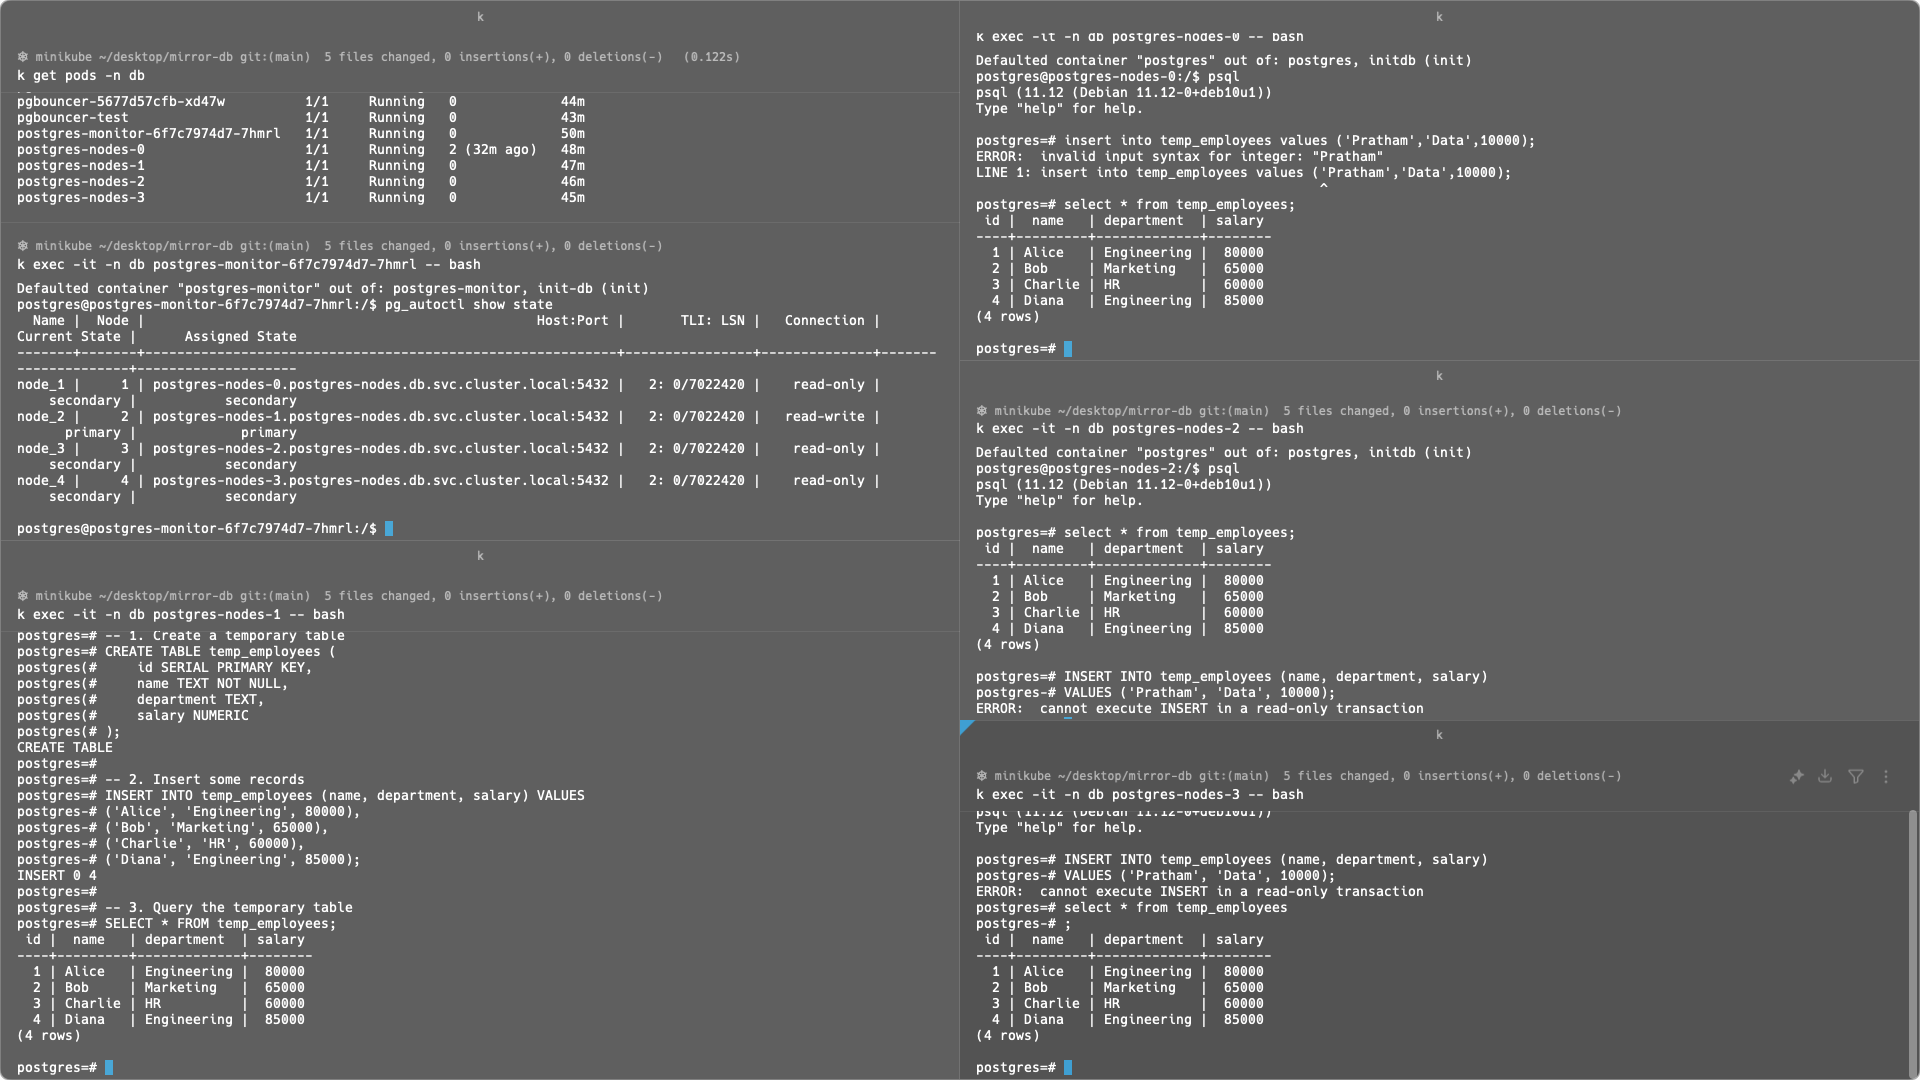 k
minikube ~/desktop/mirror-db git:(main)  5 files changed, 0 insertions(+), 0 deletions(-)   (0.122s)
k get pods -n db
pgbouncer-5677d57cfb-xd47w          1/1     Running   0             44m
pgbouncer-test                      1/1     Running   0             43m
postgres-monitor-6f7c7974d7-7hmrl   1/1     Running   0             50m
postgres-nodes-0                    1/1     Running   2 (32m ago)   48m
postgres-nodes-1                    1/1     Running   0             47m
postgres-nodes-2                    1/1     Running   0             46m
postgres-nodes-3                    1/1     Running   0             45m
minikube ~/desktop/mirror-db git:(main)  5 files changed, 0 insertions(+), 0 deletions(-)
k exec -it -n db postgres-monitor-6f7c7974d7-7hmrl -- bash
Defaulted container "postgres-monitor" out of: postgres-monitor, init-db (init)
postgres@postgres-monitor-6f7c7974d7-7hmrl:/$ pg_autoctl show state
  Name |  Node |                                                 Host:Port |       TLI: LSN |   Connection |
Current State |      Assigned State
-------+-------+-----------------------------------------------------------+----------------+--------------+-------
--------------+--------------------
node_1 |     1 | postgres-nodes-0.postgres-nodes.db.svc.cluster.local:5432 |   2: 0/7022420 |    read-only |
    secondary |           secondary
node_2 |     2 | postgres-nodes-1.postgres-nodes.db.svc.cluster.local:5432 |   2: 0/7022420 |   read-write |
      primary |             primary
node_3 |     3 | postgres-nodes-2.postgres-nodes.db.svc.cluster.local:5432 |   2: 0/7022420 |    read-only |
    secondary |           secondary
node_4 |     4 | postgres-nodes-3.postgres-nodes.db.svc.cluster.local:5432 |   2: 0/7022420 |    read-only |
    secondary |           secondary
postgres@postgres-monitor-6f7c7974d7-7hmrl:/$
k
minikube ~/desktop/mirror-db git:(main)  5 files changed, 0 insertions(+), 0 deletions(-)
k exec -it -n db postgres-nodes-1 -- bash
postgres=# -- 1. Create a temporary table
postgres=# CREATE TABLE temp_employees (
postgres(#     id SERIAL PRIMARY KEY,
postgres(#     name TEXT NOT NULL,
postgres(#     department TEXT,
postgres(#     salary NUMERIC
postgres(# );
CREATE TABLE
postgres=#
postgres=# -- 2. Insert some records
postgres=# INSERT INTO temp_employees (name, department, salary) VALUES
postgres-# ('Alice', 'Engineering', 80000),
postgres-# ('Bob', 'Marketing', 65000),
postgres-# ('Charlie', 'HR', 60000),
postgres-# ('Diana', 'Engineering', 85000);
INSERT 0 4
postgres=#
postgres=# -- 3. Query the temporary table
postgres=# SELECT * FROM temp_employees;
 id |  name   | department  | salary
----+---------+-------------+--------
  1 | Alice   | Engineering |  80000
  2 | Bob     | Marketing   |  65000
  3 | Charlie | HR          |  60000
  4 | Diana   | Engineering |  85000
(4 rows)
postgres=#
k
k exec -it -n db postgres-nodes-0 -- bash
Defaulted container "postgres" out of: postgres, initdb (init)
postgres@postgres-nodes-0:/$ psql
psql (11.12 (Debian 11.12-0+deb10u1))
Type "help" for help.
postgres=# insert into temp_employees values ('Pratham','Data',10000);
ERROR:  invalid input syntax for integer: "Pratham"
LINE 1: insert into temp_employees values ('Pratham','Data',10000);
                                           ^
postgres=# select * from temp_employees;
 id |  name   | department  | salary
----+---------+-------------+--------
  1 | Alice   | Engineering |  80000
  2 | Bob     | Marketing   |  65000
  3 | Charlie | HR          |  60000
  4 | Diana   | Engineering |  85000
(4 rows)
postgres=#
k
minikube ~/desktop/mirror-db git:(main)  5 files changed, 0 insertions(+), 0 deletions(-)
k exec -it -n db postgres-nodes-2 -- bash
Defaulted container "postgres" out of: postgres, initdb (init)
postgres@postgres-nodes-2:/$ psql
psql (11.12 (Debian 11.12-0+deb10u1))
Type "help" for help.
postgres=# select * from temp_employees;
 id |  name   | department  | salary
----+---------+-------------+--------
  1 | Alice   | Engineering |  80000
  2 | Bob     | Marketing   |  65000
  3 | Charlie | HR          |  60000
  4 | Diana   | Engineering |  85000
(4 rows)
postgres=# INSERT INTO temp_employees (name, department, salary)
postgres-# VALUES ('Pratham', 'Data', 10000);
ERROR:  cannot execute INSERT in a read-only transaction
k
minikube ~/desktop/mirror-db git:(main)  5 files changed, 0 insertions(+), 0 deletions(-)
k exec -it -n db postgres-nodes-3 -- bash
psql (11.12 (Debian 11.12-0+deb10u1))
Type "help" for help.
postgres=# INSERT INTO temp_employees (name, department, salary)
postgres-# VALUES ('Pratham', 'Data', 10000);
ERROR:  cannot execute INSERT in a read-only transaction
postgres=# select * from temp_employees
postgres-# ;
 id |  name   | department  | salary
----+---------+-------------+--------
  1 | Alice   | Engineering |  80000
  2 | Bob     | Marketing   |  65000
  3 | Charlie | HR          |  60000
  4 | Diana   | Engineering |  85000
(4 rows)
postgres=#